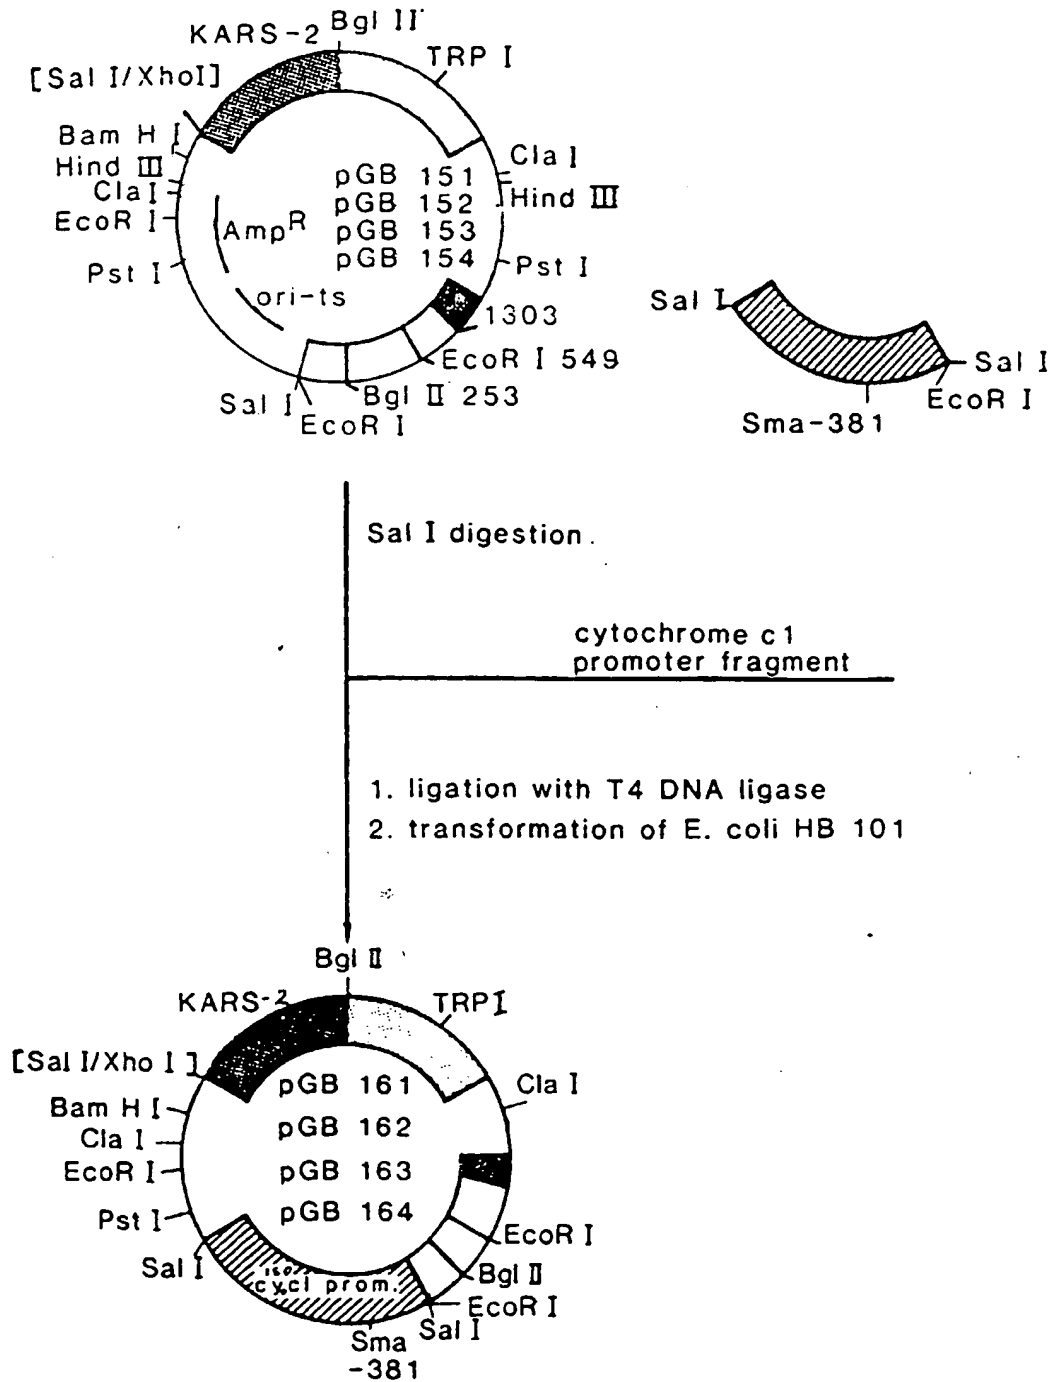 Bgl II
KARS-2
TRP I
[Sal I/XhoI]
Bam H I
Hind III
Cla I
EcoR I
Pst I
Amp R
ori-ts
pGB 151
pGB 152
pGB 153
pGB 154
Cla I
Hind III
Pst I
1303
EcoR I 549
Bgl II 253
EcoR I
Sal I
Sal I
Sal I
EcoR I
Sma-381
Sal I digestion.
cytochrome c1
promoter fragment
1. ligation with T4 DNA ligase
2. transformation of E. coli HB 101
Bgl II
KARS-2
TRP I
[Sal I/Xho I]
Bam H I
Cla I
EcoR I
Pst I
Sal I
pGB 161
pGB 162
pGB 163
pGB 164
Cla I
EcoR I
Bgl II
EcoR I
Sal I
cyc1 prom.
Sma
-381